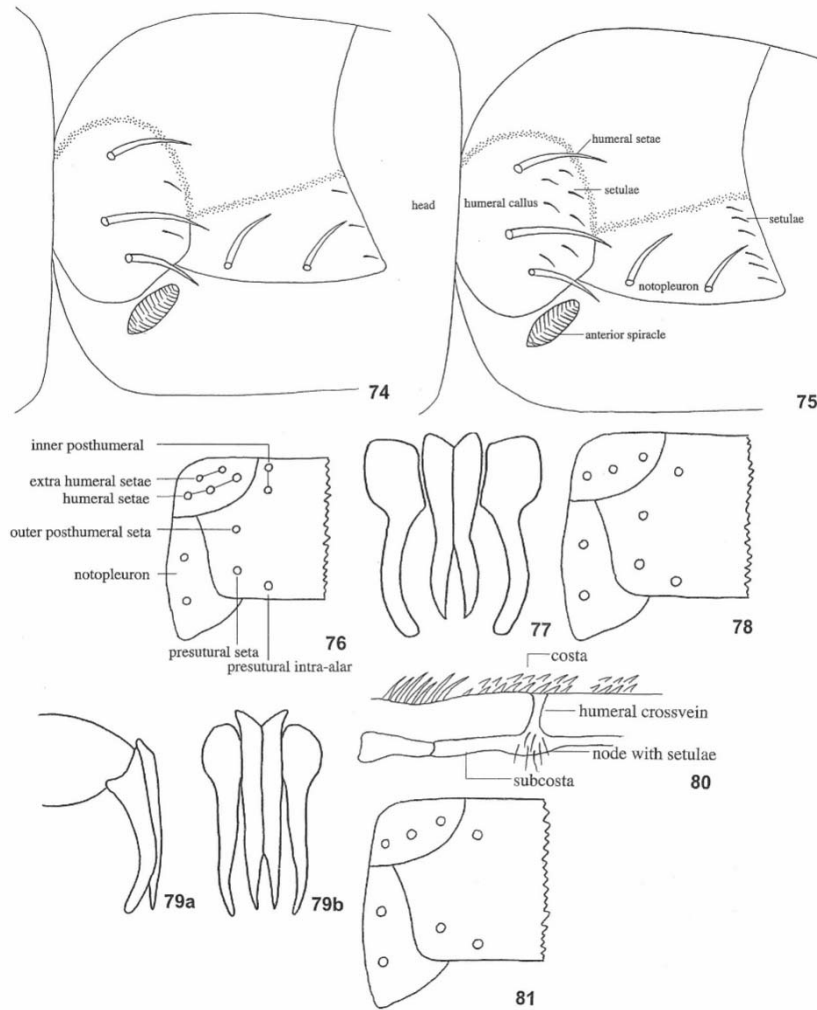 humeral setae
setulae
head
humeral callus
setulae
notopleuron
anterior spiracle
74
75
inner posthumeral
extra humeral setae
humeral setae
outer posthumeral seta
notopleuron
presutural seta
presutural intra-alar
76
77
78
costa
humeral crossvein
node with setulae
subcosta
80
79a
79b
81